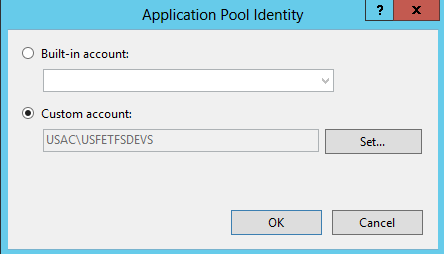 Application Pool Identity
? x
Built-in account:
Custom account:
USAC\USFETFSDEVS
Set...
OK
Cancel